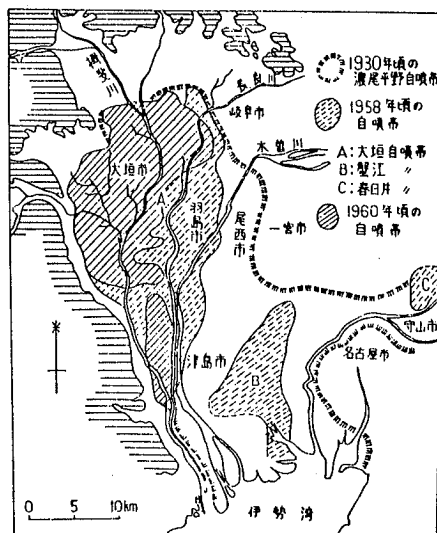 1930年頃の
濃尾平野自噴帯
1958年頃の
自噴帯
A:大垣自噴帯
B:蟹江 〃
C:春日井 〃
1960年頃の
自噴帯
揖斐川
長良川
岐阜市
木曽川
大垣市
A
羽島市
尾西市
一宮市
C
守山市
名古屋市
津島市
B
伊勢湾
0 5 10km